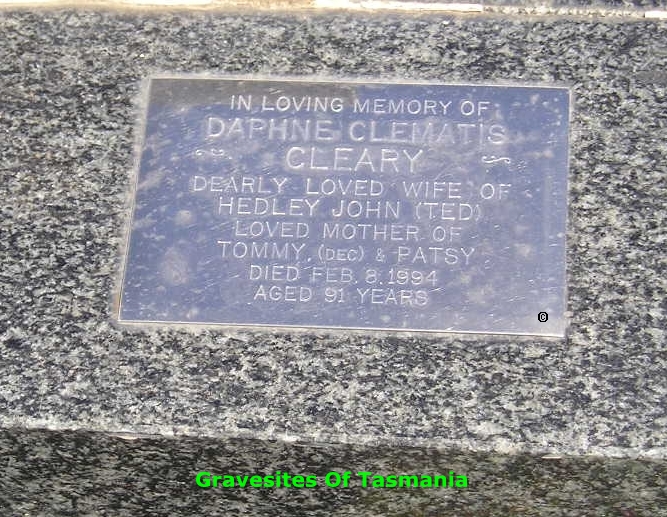 IN LOVING MEMORY OF
DAPHNE CLEMATIS
CLEARY
DEARLY LOVED WIFE OF
HEDLEY JOHN (TED)
LOVED MOTHER OF
TOMMY, (DEC) & PATSY
DIED FEB. 8. 1994
AGED 91 YEARS
©
Gravesites Of Tasmania